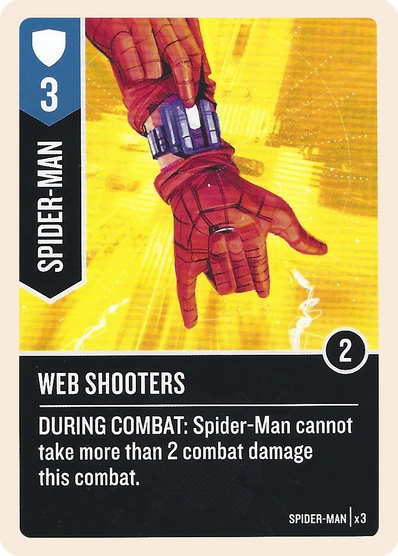 3
SPIDER-MAN
2
WEB SHOOTERS
DURING COMBAT: Spider-Man cannot
take more than 2 combat damage
this combat.
SPIDER-MAN | x3